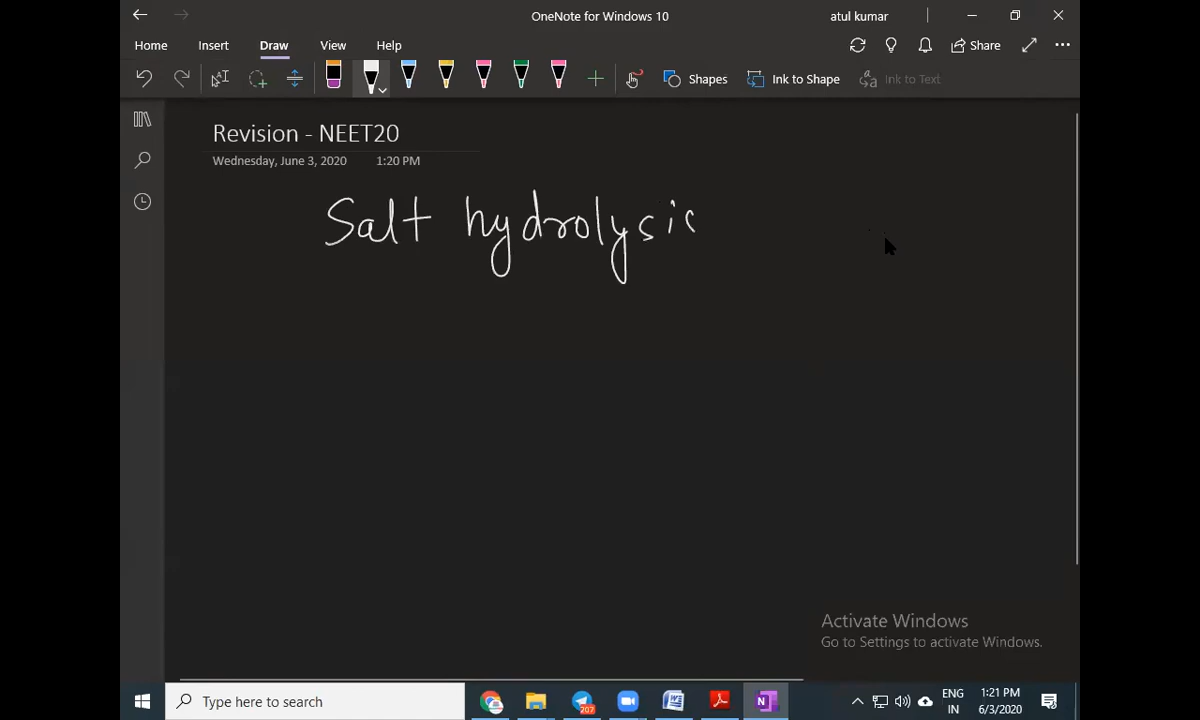 OneNote for Windows 10
atul kumar
Home Insert Draw View Help
Share
Shapes
Ink to Shape
Ink to Text
Revision - NEET20
Wednesday, June 3, 2020 1:20 PM
Salt hydrolysis
Activate Windows
Go to Settings to activate Windows.
Type here to search
207
ENG
IN
1:21 PM
6/3/2020